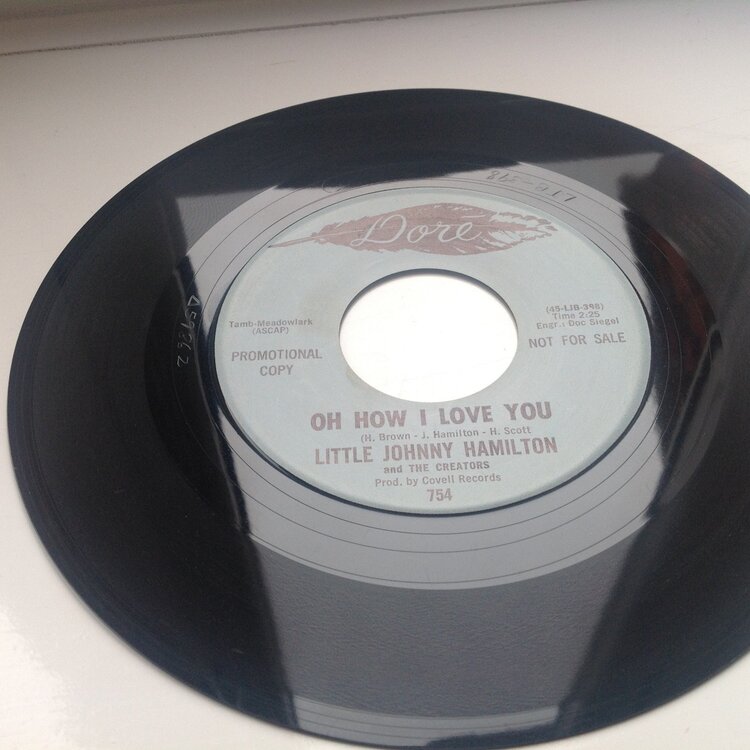 Dore
Tamb-Meadowlark
(ASCAP)
PROMOTIONAL
COPY
(45-LJB-398)
Time 2:25
Engr.: Doc Siegel
NOT FOR SALE
OH HOW I LOVE YOU
(H. Brown - J. Hamilton - H. Scott
LITTLE JOHNNY HAMILTON
and THE CREATORS
Prod. by Covell Records
754